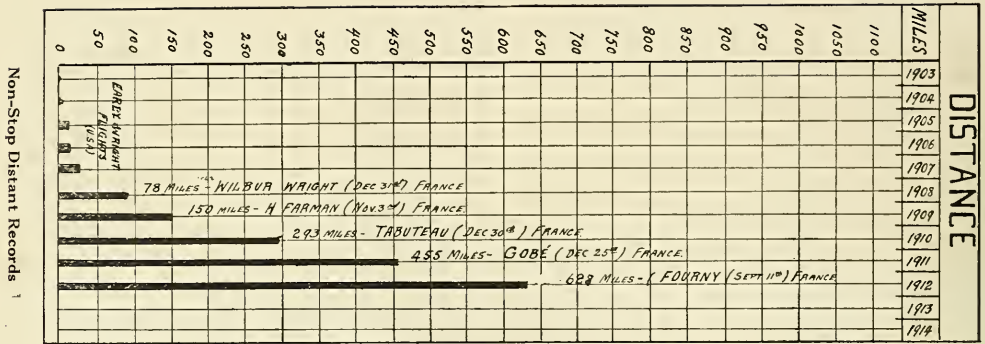 DISTANCE
MILES
0 50 100 150 200 250 300 350 400 450 500 550 600 650 700 750 800 850 900 950 1000 1050 1100
1903
1904
1905
1906
1907
1908
1909
1910
1911
1912
1913
1914
EARLY WRIGHT
FLIGHTS
(USA)
78 MILES - WILBUR WRIGHT (DEC 31st) FRANCE
150 MILES - H FARMAN (NOV. 3rd) FRANCE
293 MILES - TABUTEAU (DEC 30th) FRANCE
455 MILES - GOBÉ (DEC 25th) FRANCE
MILES - ( FOURNY (SEPT 11th) FRANCE
Non-Stop Distant Records 1